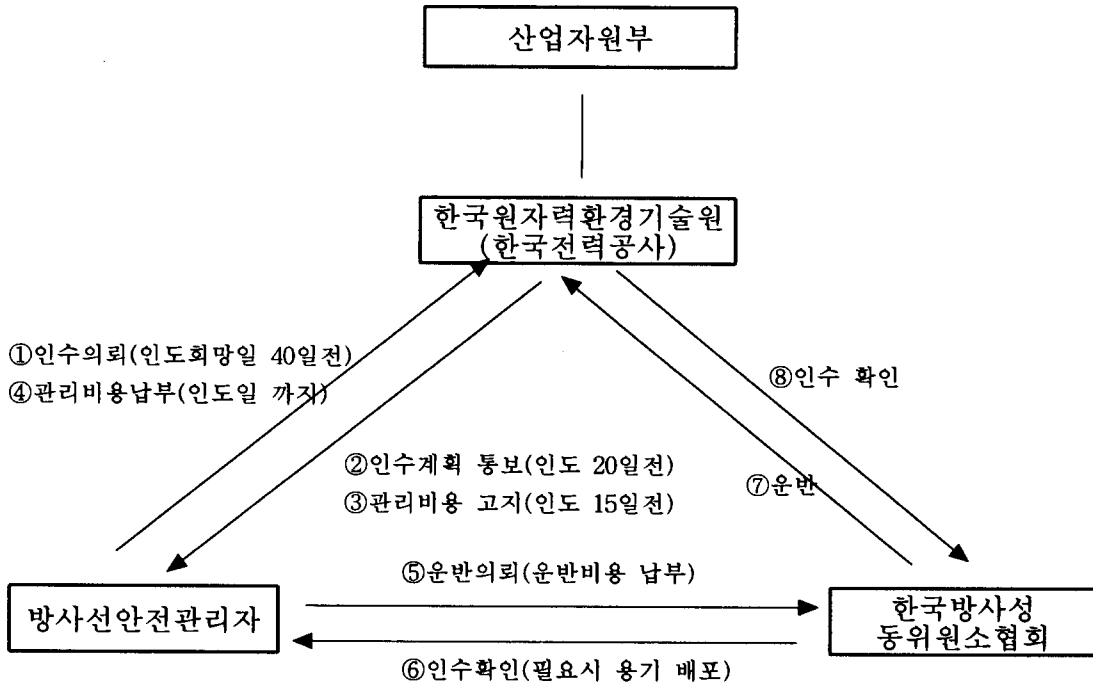 산업자원부
한국원자력환경기술원
(한국전력공사)
①인수의뢰(인도희망일 40일전)
④관리비용납부(인도일 까지)
⑧인수 확인
②인수계획 통보(인도 20일전)
③관리비용 고지(인도 15일전)
⑦운반
⑤운반의뢰(운반비용 납부)
방사선안전관리자
한국방사성
동위원소협회
⑥인수확인(필요시 용기 배포)